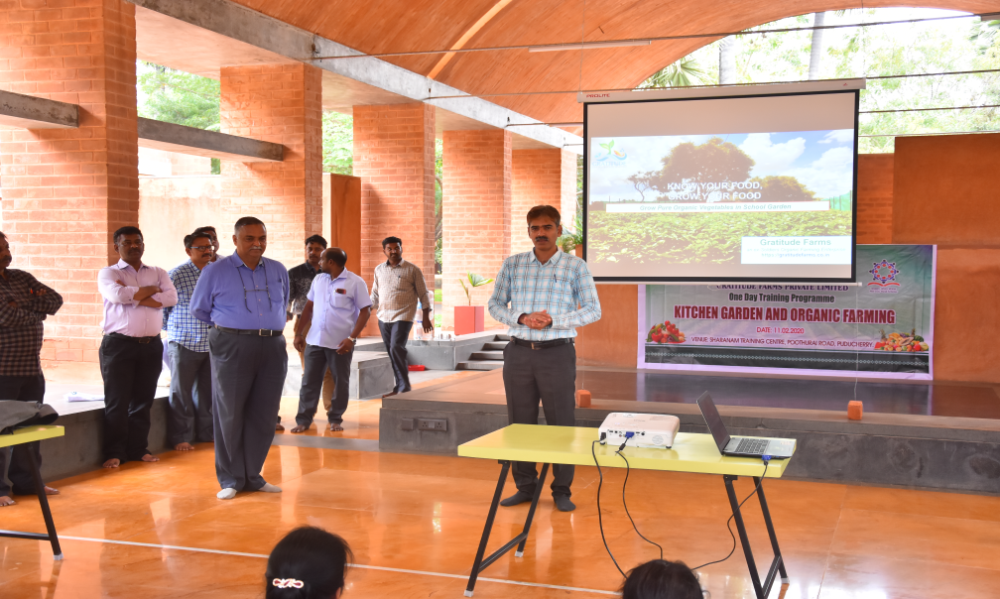 PROLITE
KNOW YOUR FOOD,
GROW YOUR FOOD
Grow Pure Organic Vegetables in School Garden
Gratitude Farms
GRATITUDE FARMS PRIVATE LIMITED
One Day Training Programme
KITCHEN GARDEN AND ORGANIC FARMING
DATE: 11.02.2020
VENUE: SHARANAM TRAINING CENTRE, POOTHURAI ROAD, PUDUCHERRY